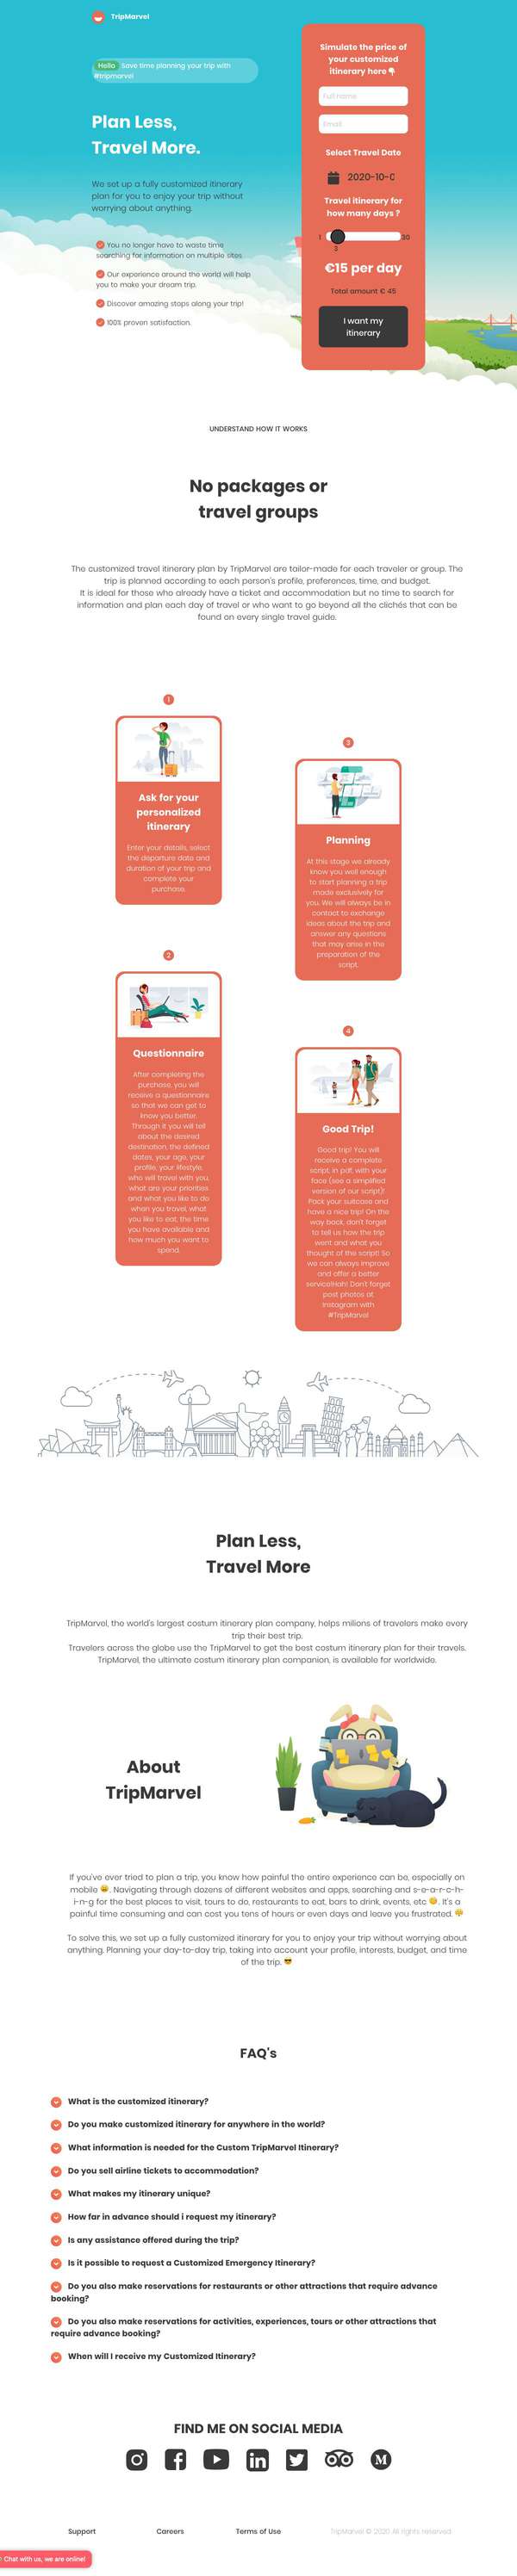 TripMarvel
Hello Save time planning your trip with
#tripmarvel
Plan Less,
Travel More.
We set up a fully customized itinerary
plan for you to enjoy your trip without
worrying about anything.
You no longer have to waste time
searching for information on multiple sites.
Our experience around the world will help
you to make your dream trip.
Discover amazing stops along your trip!
100% proven satisfaction.
Simulate the price of
your customized
itinerary here
Full name
Email
Select Travel Date
2020-10-0
Travel itinerary for
how many days ?
1 30
3
€15 per day
Total amount € 45
I want my
itinerary
UNDERSTAND HOW IT WORKS
No packages or
travel groups
The customized travel itinerary plan by TripMarvel are tailor-made for each traveler or group. The
trip is planned according to each person's profile, preferences, time, and budget.
It is ideal for those who already have a ticket and accommodation but no time to search for
information and plan each day of travel or who want to go beyond all the clichés that can be
found on every single travel guide.
1
Ask for your
personalized
itinerary
Enter your details, select
the departure date and
duration of your trip and
complete your
purchase.
2
Questionnaire
After completing the
purchase, you will
receive a questionnaire
so that we can get to
know you better.
Through it you will tell
about the desired
destination, the defined
dates, your age, your
profile, your lifestyle,
who will travel with you,
what are your priorities
and what you like to do
when you travel, what
you like to eat, the time
you have available and
how much you want to
spend.
3
Planning
At this stage we already
know you well enough
to start planning a trip
made exclusively for
you. We will always be in
contact to exchange
ideas about the trip and
answer any questions
that may arise in the
preparation of the
script.
4
Good Trip!
Good trip! You will
receive a complete
script, in pdf, with your
face (see a simplified
version of our script)!
Pack your suitcase and
have a nice trip! On the
way back, don't forget
to tell us how the trip
went and what you
thought of the script! So
we can always improve
and offer a better
service!Hah! Don't forget
post photos at
Instagram with
#TripMarvel
Plan Less,
Travel More
TripMarvel, the world's largest costum itinerary plan company, helps milions of travelers make every
trip their best trip.
Travelers across the globe use the TripMarvel to get the best costum itinerary plan for their travels.
TripMarvel, the ultimate costum itinerary plan companion, is available for worldwide.
About
TripMarvel
If you've ever tried to plan a trip, you know how painful the entire experience can be, especially on
mobile 😩. Navigating through dozens of different websites and apps, searching and s-e-a-r-c-h-
i-n-g for the best places to visit, tours to do, restaurants to eat, bars to drink, events, etc 😓. It's a
painful time consuming and can cost you tens of hours or even days and leave you frustrated. 😤
To solve this, we set up a fully customized itinerary for you to enjoy your trip without worrying about
anything. Planning your day-to-day trip, taking into account your profile, interests, budget, and time
of the trip. 😎
FAQ's
What is the customized itinerary?
Do you make customized itinerary for anywhere in the world?
What information is needed for the Custom TripMarvel Itinerary?
Do you sell airline tickets to accommodation?
What makes my itinerary unique?
How far in advance should i request my itinerary?
Is any assistance offered during the trip?
Is it possible to request a Customized Emergency Itinerary?
Do you also make reservations for restaurants or other attractions that require advance
booking?
Do you also make reservations for activities, experiences, tours or other attractions that
require advance booking?
When will I receive my Customized Itinerary?
FIND ME ON SOCIAL MEDIA
Support
Careers
Terms of Use
TripMarvel © 2020 All rights reserved
Chat with us, we are online!